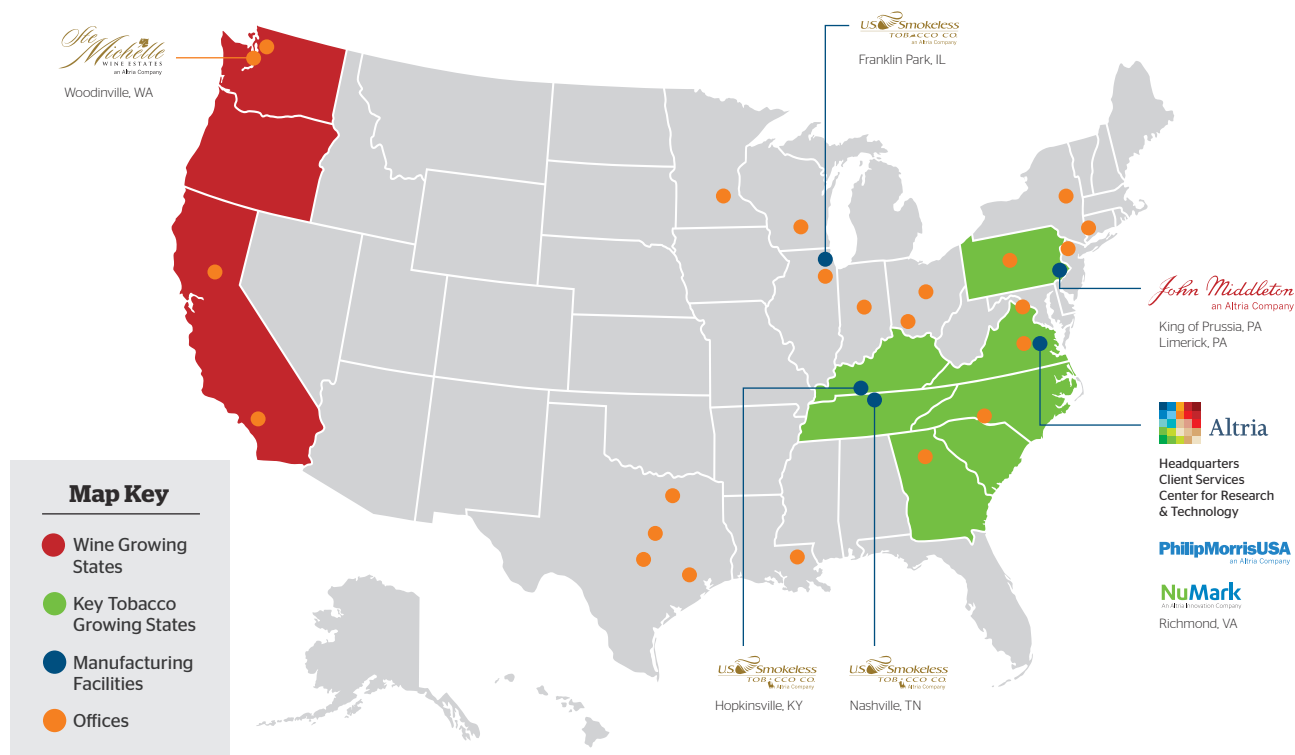 Ste
Michelle
WINE ESTATES
an Altria Company
Woodinville, WA
US Smokeless
TOBACCO CO.
an Altria Company
Franklin Park, IL
John Middleton
an Altria Company
King of Prussia, PA
Limerick, PA
Altria
Headquarters
Client Services
Center for Research
& Technology
PhilipMorrisUSA
an Altria Company
NuMark
An Altria Innovation Company
Richmond, VA
Map Key
Wine Growing
States
Key Tobacco
Growing States
Manufacturing
Facilities
Offices
US Smokeless
TOBACCO CO.
an Altria Company
Hopkinsville, KY
US Smokeless
TOBACCO CO.
an Altria Company
Nashville, TN